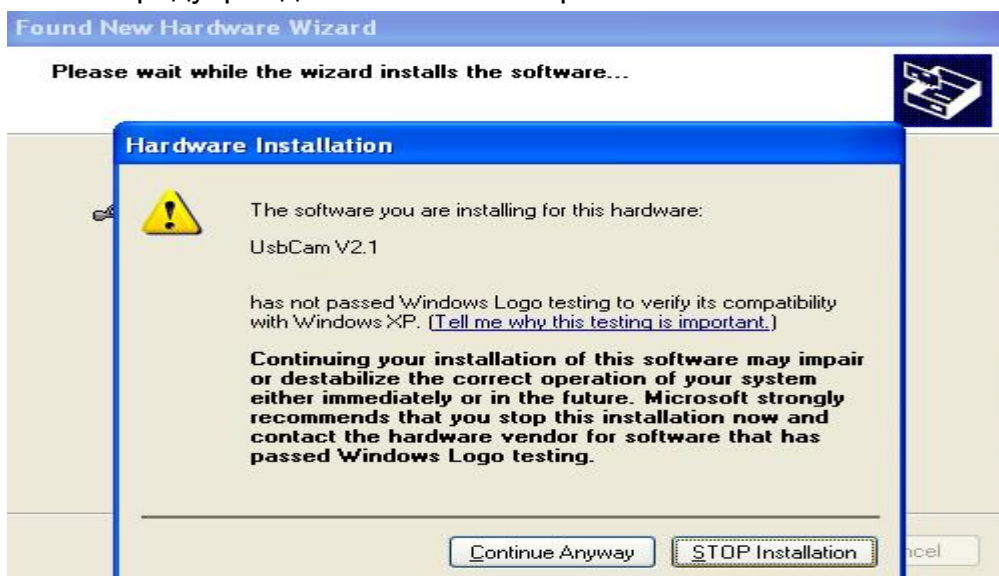 Found New Hardware Wizard
Please wait while the wizard installs the software...
Hardware Installation
The software you are installing for this hardware:
UsbCam V2.1
has not passed Windows Logo testing to verify its compatibility
with Windows XP. (Tell me why this testing is important.)
Continuing your installation of this software may impair
or destabilize the correct operation of your system
either immediately or in the future. Microsoft strongly
recommends that you stop this installation now and
contact the hardware vendor for software that has
passed Windows Logo testing.
Continue Anyway
STOP Installation